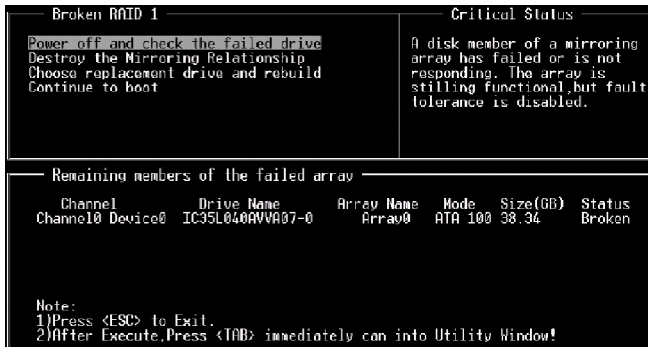 Broken RAID 1
Power off and check the failed drive
Destroy the Mirroring Relationship
Choose replacement drive and rebuild
Continue to boot
Critical Status
A disk member of a mirroring
array has failed or is not
responding. The array is
stilling functional,but fault
tolerance is disabled.
Remaining members of the failed array
Channel Drive Name Array Name Mode Size(GB) Status
Channel0 Device0 IC35L040AVVA07-0 Array0 ATA 100 38.34 Broken
Note:
1)Press <ESC> to Exit.
2)After Execute,Press <TAB> immediately can into Utility Window!